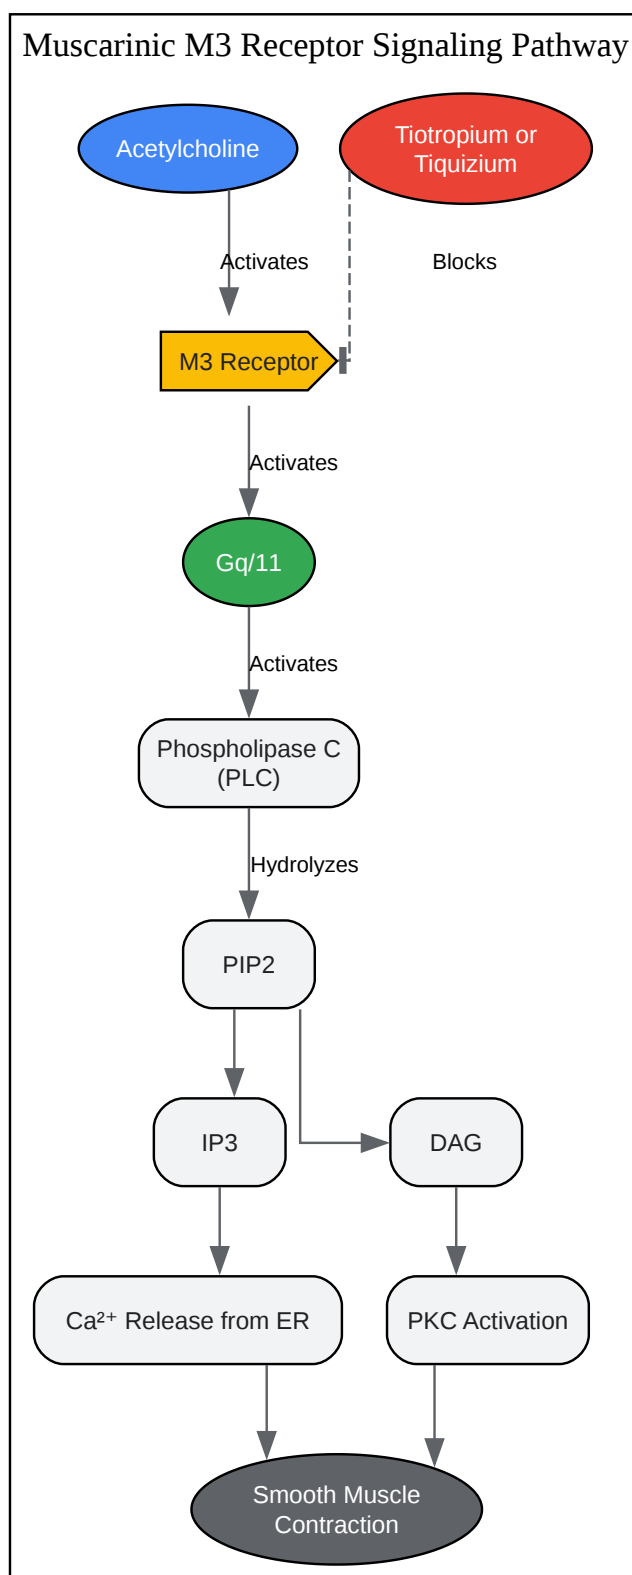 Muscarinic M3 Receptor Signaling Pathway
Acetylcholine
Tiotropium or
Tiquizium
Activates
Blocks
M3 Receptor
Activates
Gq/11
Activates
Phospholipase C
(PLC)
Hydrolyzes
PIP2
IP3
DAG
Ca²⁺ Release from ER
PKC Activation
Smooth Muscle
Contraction